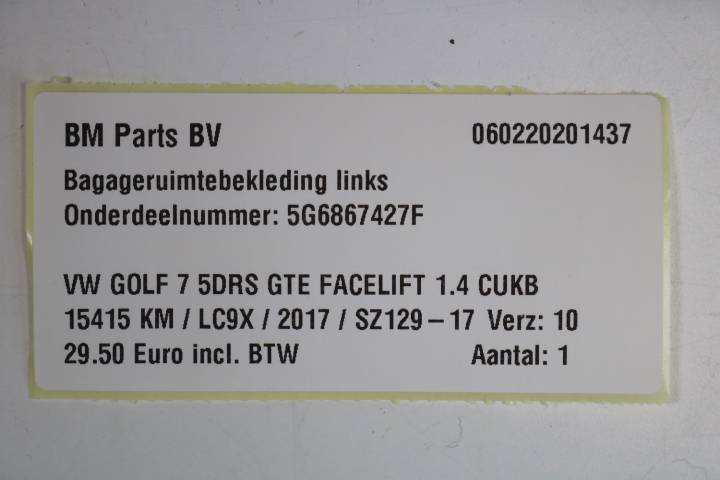 BM Parts BV 060220201437
Bagageruimtebekleding links
Onderdeelnummer: 5G6867427F
VW GOLF 7 5DRS GTE FACELIFT 1.4 CUKB
15415 KM / LC9X / 2017 / SZ129-17 Verz: 10
29.50 Euro incl. BTW Aantal: 1